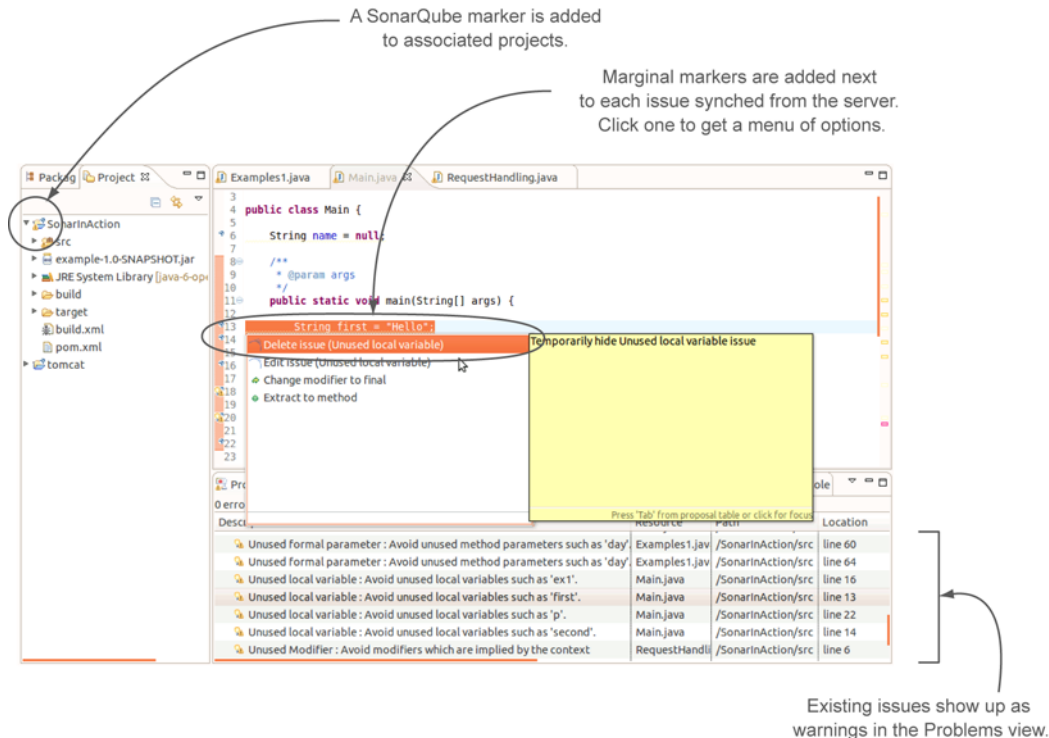 A SonarQube marker is added
to associated projects.
Marginal markers are added next
to each issue synched from the server.
Click one to get a menu of options.
Packag Project
Examples1.java Main.java RequestHandling.java
SonarInAction
src
example-1.0-SNAPSHOT.jar
JRE System Library [java-6-ope
build
target
build.xml
pom.xml
tomcat
3
4 public class Main {
5
6 String name = null;
7
8 /**
9 * @param args
10 */
11 public static void main(String[] args) {
12
13 String first = "Hello";
14
Delete issue (Unused local variable)
Temporarily hide Unused local variable issue
15
Edit issue (Unused local variable)
16
17
Change modifier to final
18
Extract to method
19
20
21
22
23
Press 'Tab' from proposal table or click for focus
0 erro
Resource Path Location
Unused formal parameter : Avoid unused method parameters such as 'day'. Examples1.jav /SonarInAction/src line 60
Unused formal parameter : Avoid unused method parameters such as 'day'. Examples1.jav /SonarInAction/src line 64
Unused local variable : Avoid unused local variables such as 'ex1'. Main.java /SonarInAction/src line 16
Unused local variable : Avoid unused local variables such as 'first'. Main.java /SonarInAction/src line 13
Unused local variable : Avoid unused local variables such as 'p'. Main.java /SonarInAction/src line 22
Unused local variable : Avoid unused local variables such as 'second'. Main.java /SonarInAction/src line 14
Unused Modifier : Avoid modifiers which are implied by the context RequestHandli /SonarInAction/src line 6
Existing issues show up as
warnings in the Problems view.